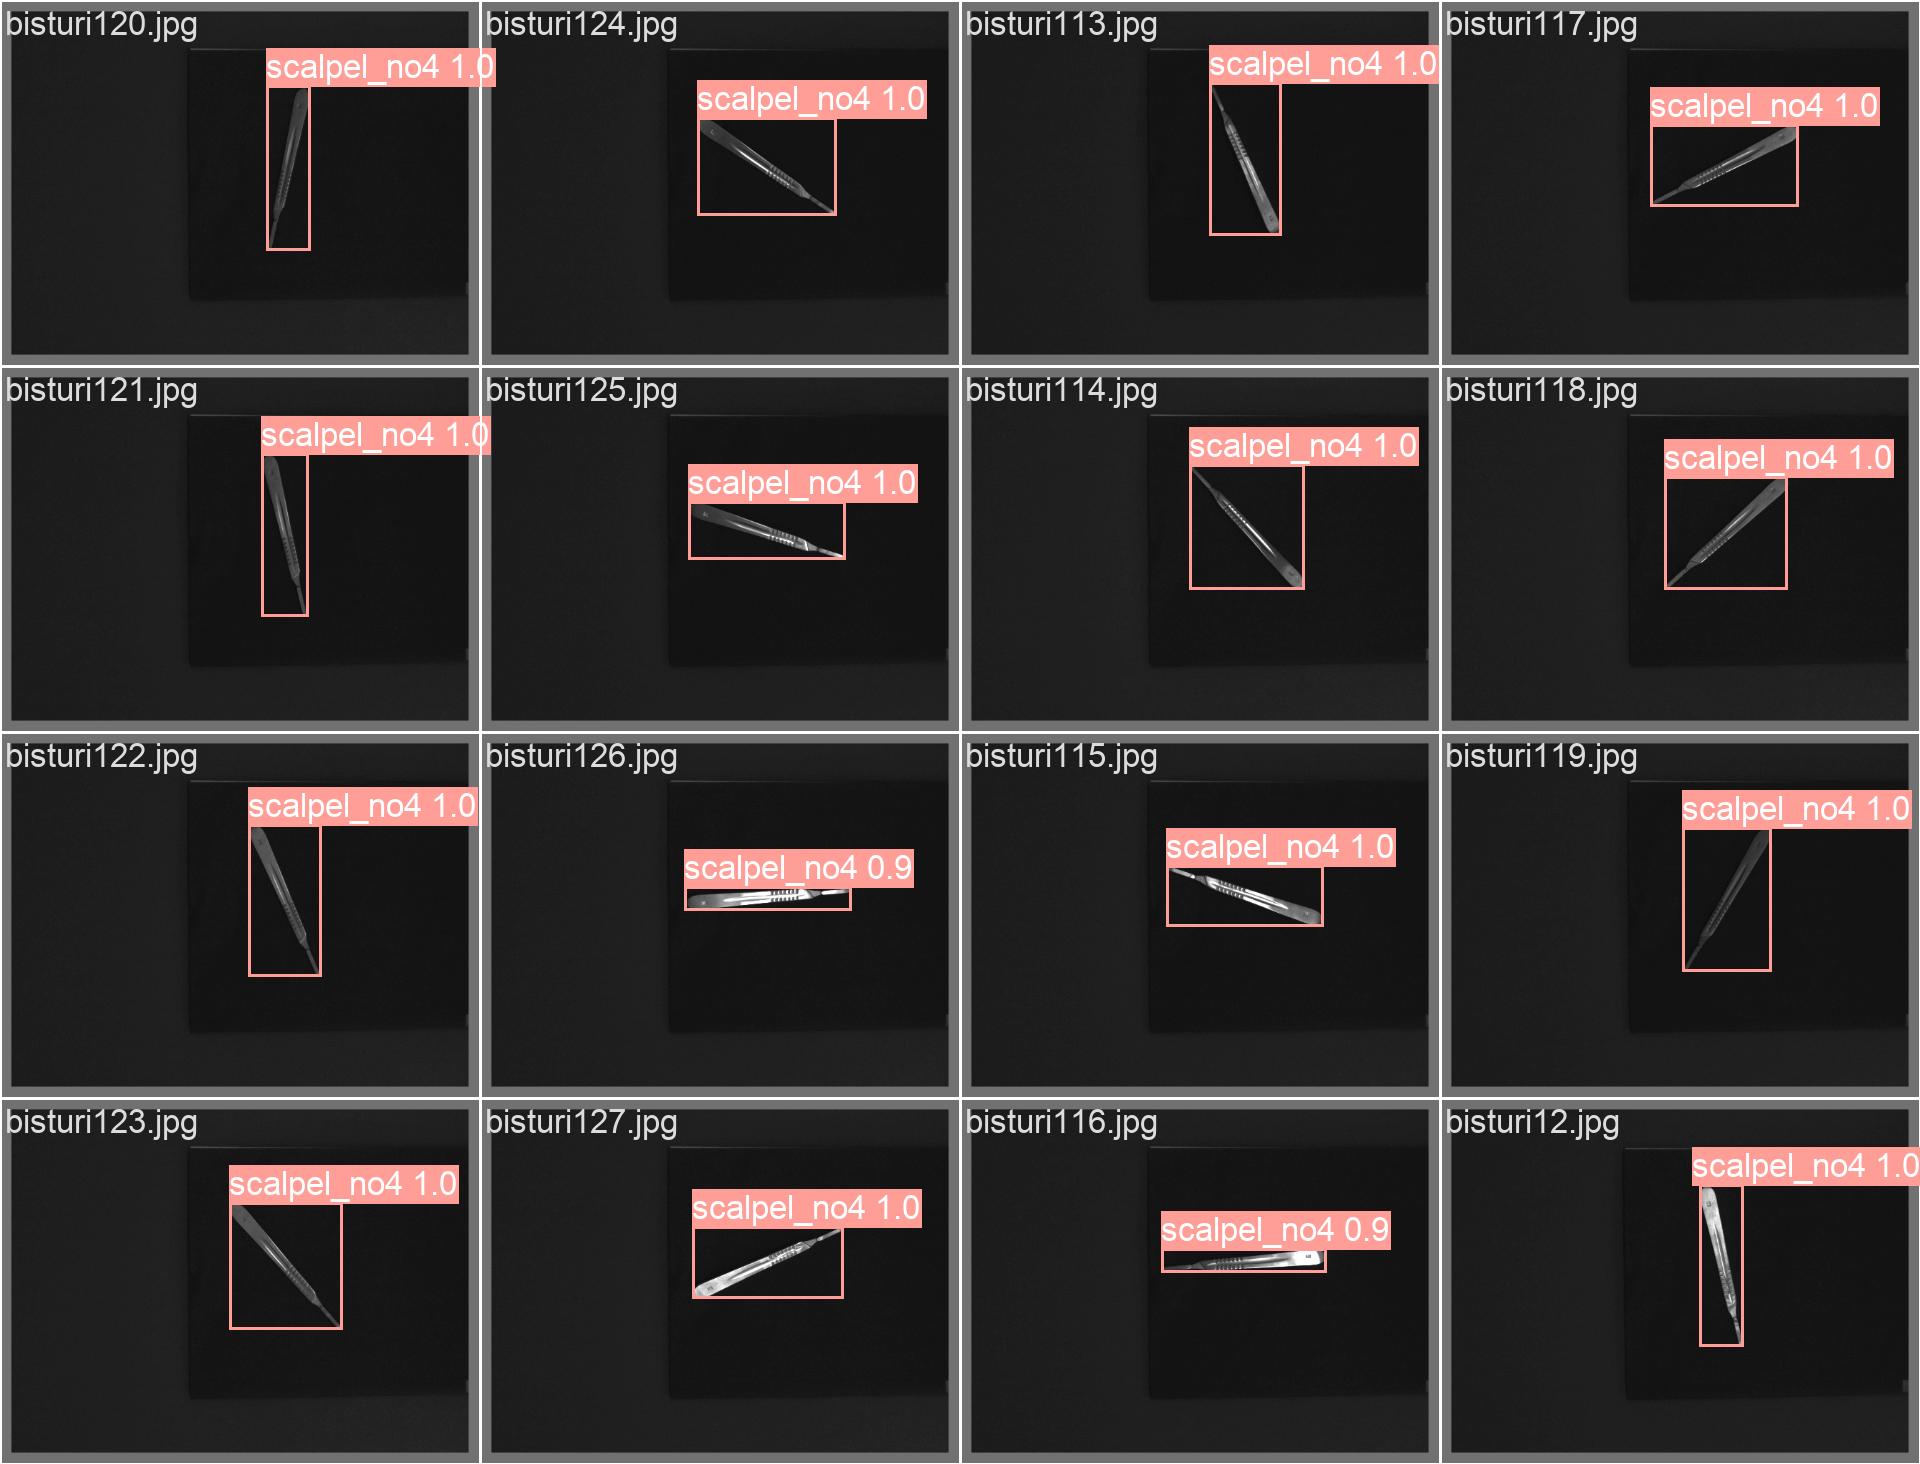 bisturi120.jpg
scalpel_no4 1.0
bisturi124.jpg
scalpel_no4 1.0
bisturi113.jpg
scalpel_no4 1.0
bisturi117.jpg
scalpel_no4 1.0
bisturi121.jpg
scalpel_no4 1.0
bisturi125.jpg
scalpel_no4 1.0
bisturi114.jpg
scalpel_no4 1.0
bisturi118.jpg
scalpel_no4 1.0
bisturi122.jpg
scalpel_no4 1.0
bisturi126.jpg
scalpel_no4 0.9
bisturi115.jpg
scalpel_no4 1.0
bisturi119.jpg
scalpel_no4 1.0
bisturi123.jpg
scalpel_no4 1.0
bisturi127.jpg
scalpel_no4 1.0
bisturi116.jpg
scalpel_no4 0.9
bisturi12.jpg
scalpel_no4 1.0